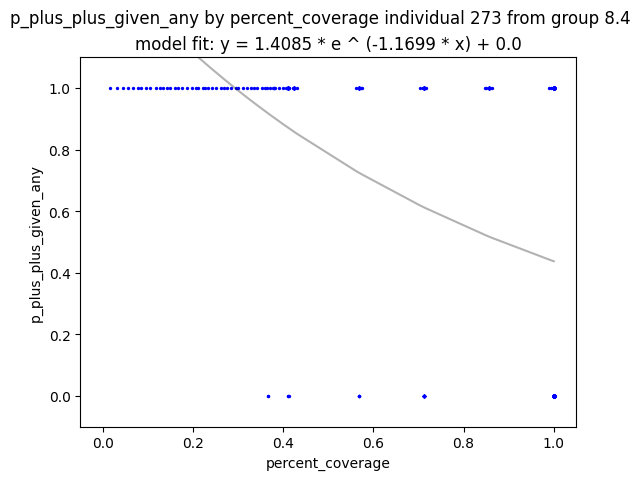 p_plus_plus_given_any by percent_coverage individual 273 from group 8.4
model fit: y = 1.4085 * e ^ (-1.1699 * x) + 0.0
1.0
0.8
0.6
0.4
0.2
0.0
p_plus_plus_given_any
0.0 0.2 0.4 0.6 0.8 1.0
percent_coverage